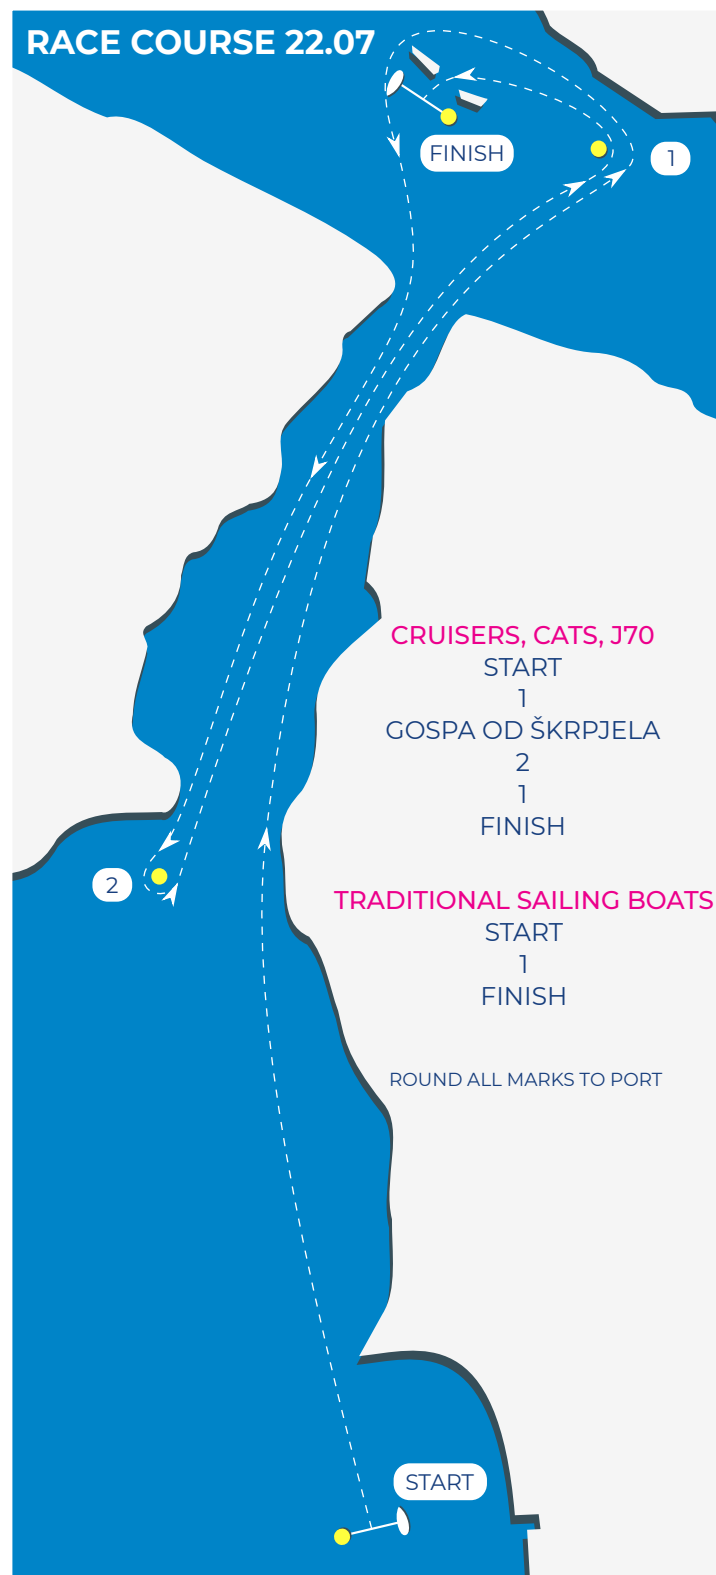 RACE COURSE 22.07
FINISH
1
CRUISERS, CATS, J70
START
1
GOSPA OD ŠKRPJELA
2
1
FINISH
2
TRADITIONAL SAILING BOATS
START
1
FINISH
ROUND ALL MARKS TO PORT
START